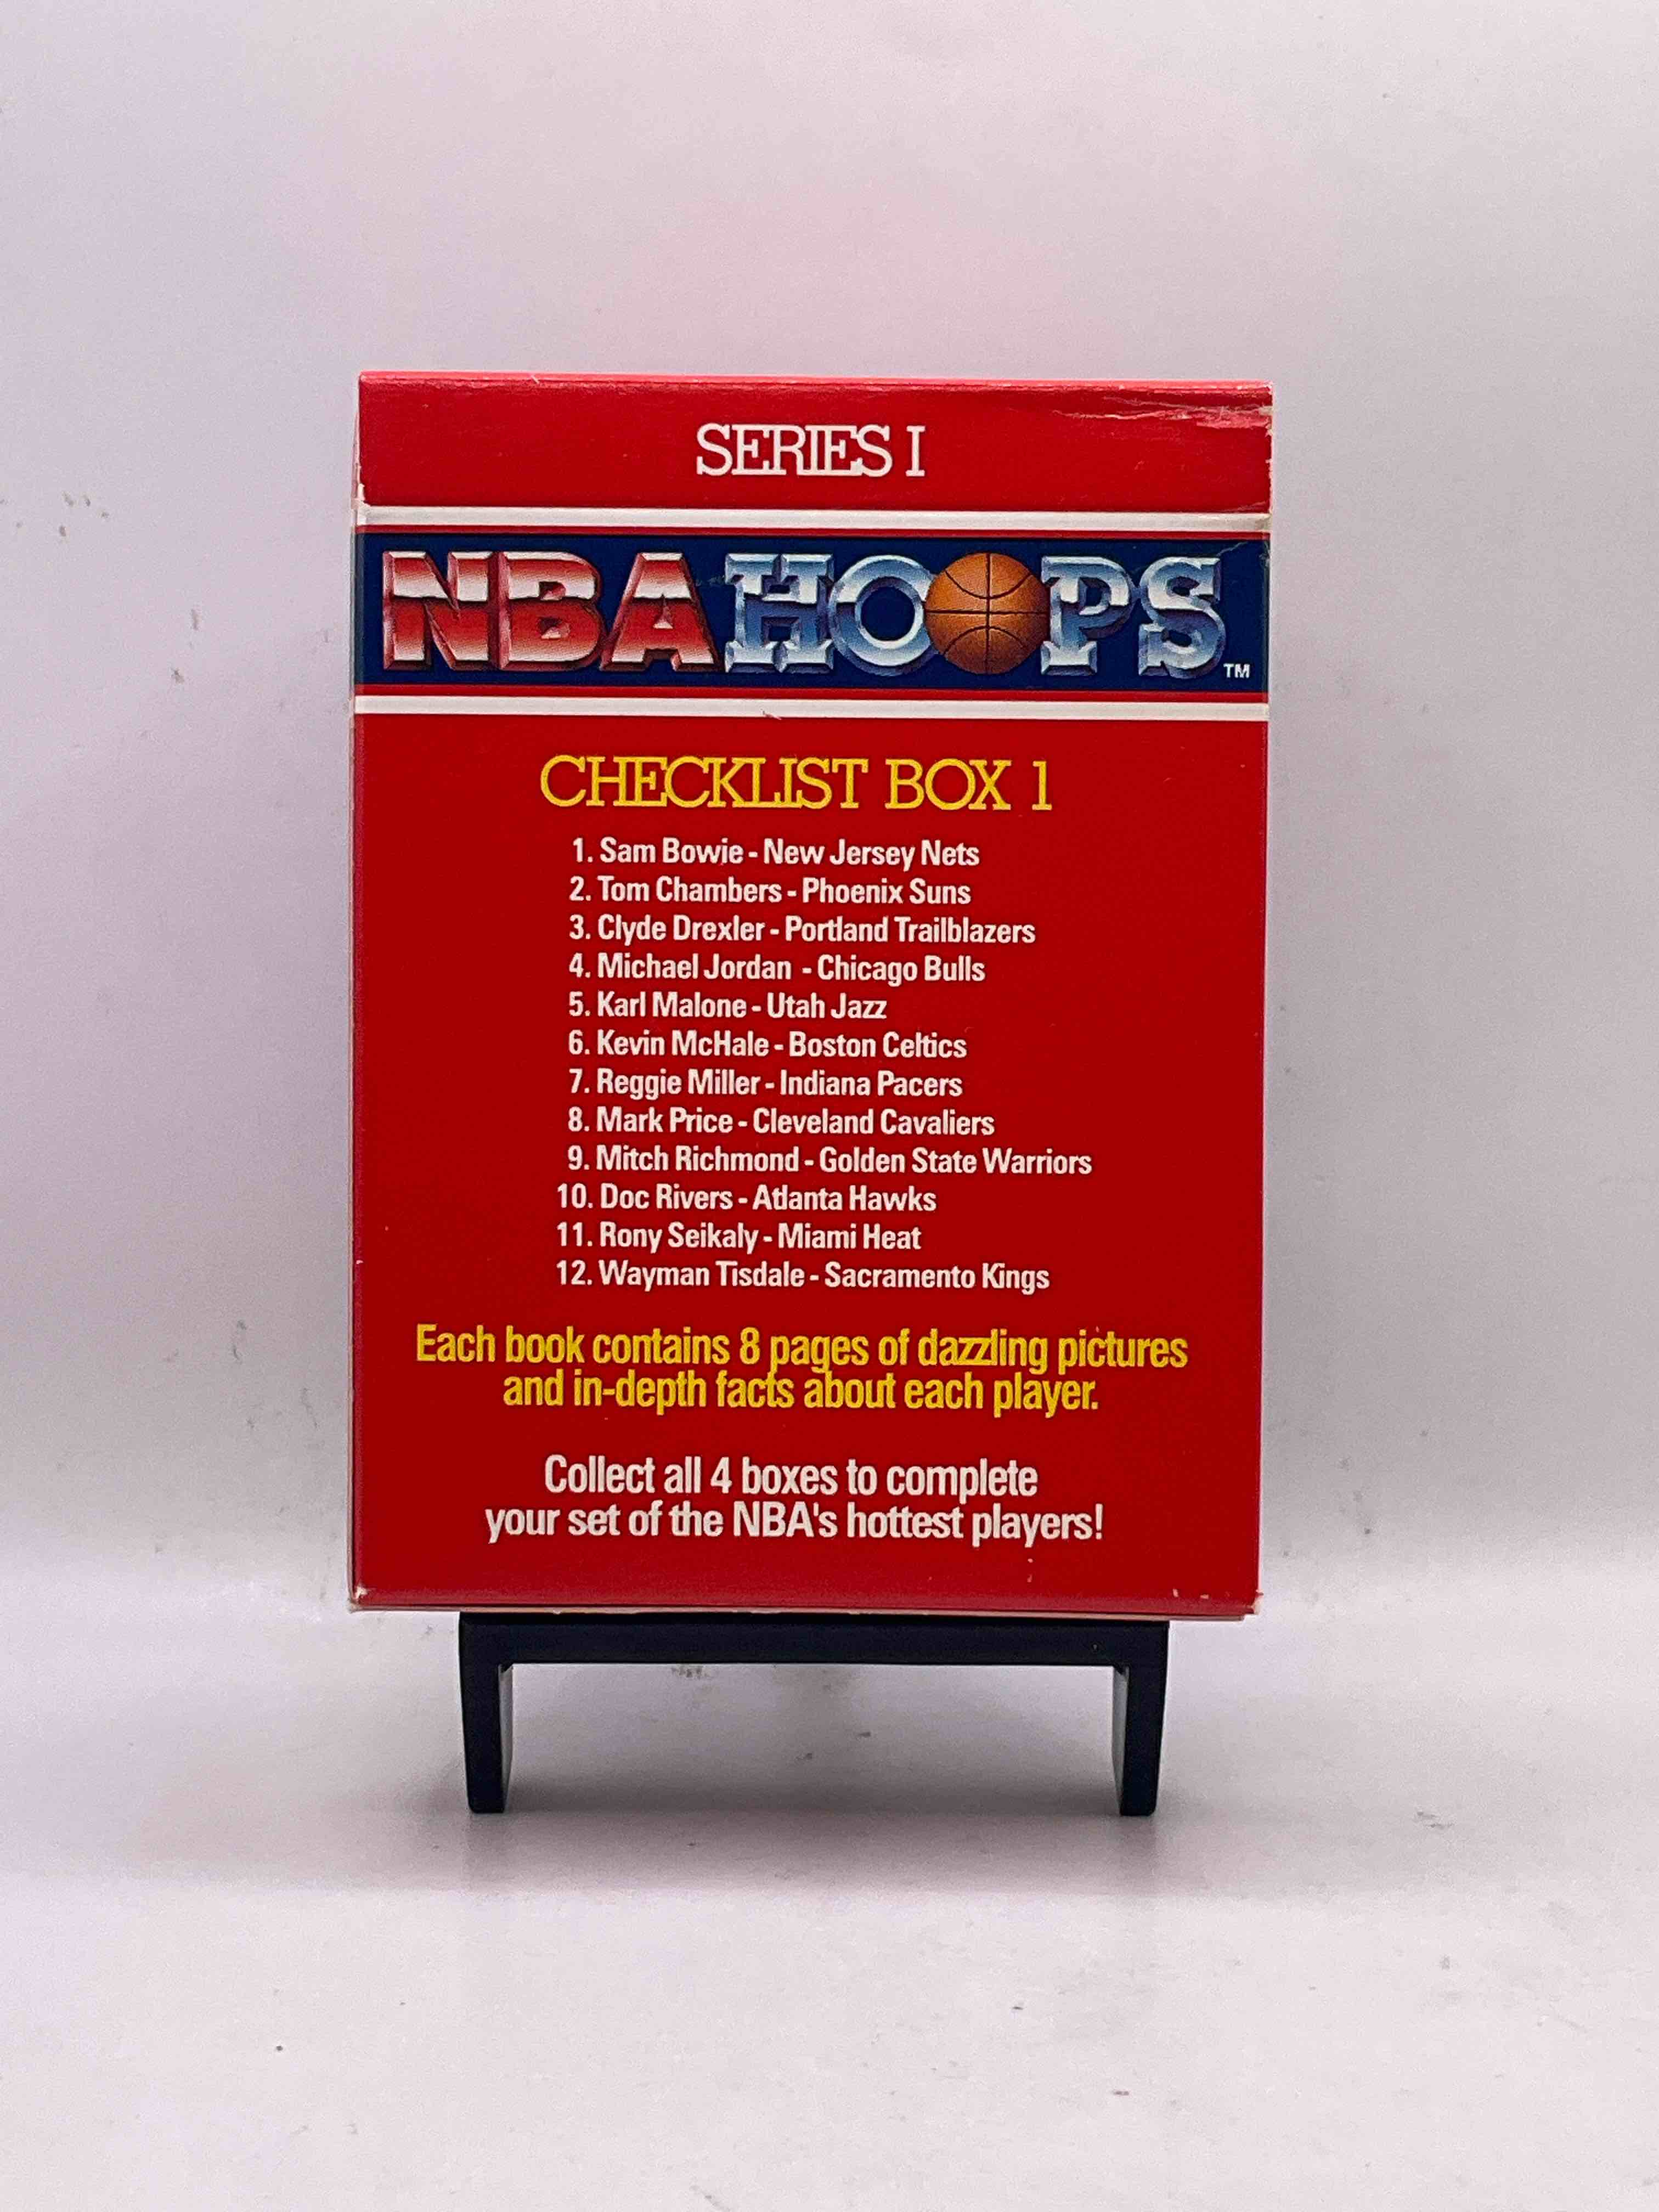 SERIES I
NBA HOOPS TM
CHECKLIST BOX 1
1. Sam Bowie - New Jersey Nets
2. Tom Chambers - Phoenix Suns
3. Clyde Drexler - Portland Trailblazers
4. Michael Jordan - Chicago Bulls
5. Karl Malone - Utah Jazz
6. Kevin McHale - Boston Celtics
7. Reggie Miller - Indiana Pacers
8. Mark Price - Cleveland Cavaliers
9. Mitch Richmond - Golden State Warriors
10. Doc Rivers - Atlanta Hawks
11. Rony Seikaly - Miami Heat
12. Wayman Tisdale - Sacramento Kings
Each book contains 8 pages of dazzling pictures
and in-depth facts about each player.
Collect all 4 boxes to complete
your set of the NBA's hottest players!